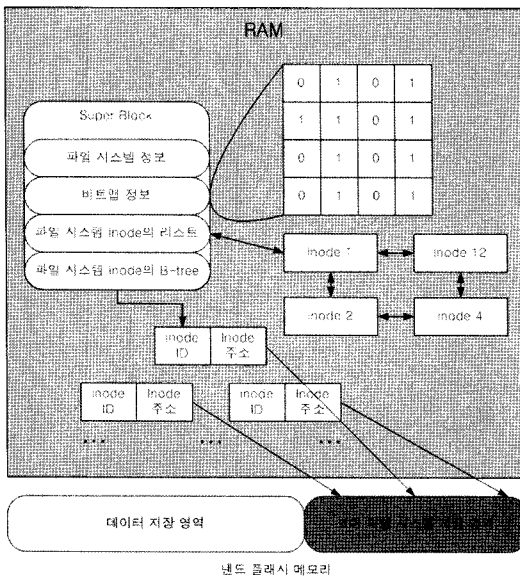 RAM
Super Block
파일 시스템 정보
비트맵 정보
파일 시스템 inode의 리스트
파일 시스템 inode의 B-tree
0 1 0 1
1 1 0 1
0 1 0 1
0 1 0 1
inode 1
inode 12
inode 2
inode 4
inode ID
Inode 주소
inode ID
Inode 주소
inode ID
Inode 주소
...
...
...
데이터 저장 영역
낸드 플래시 메모리